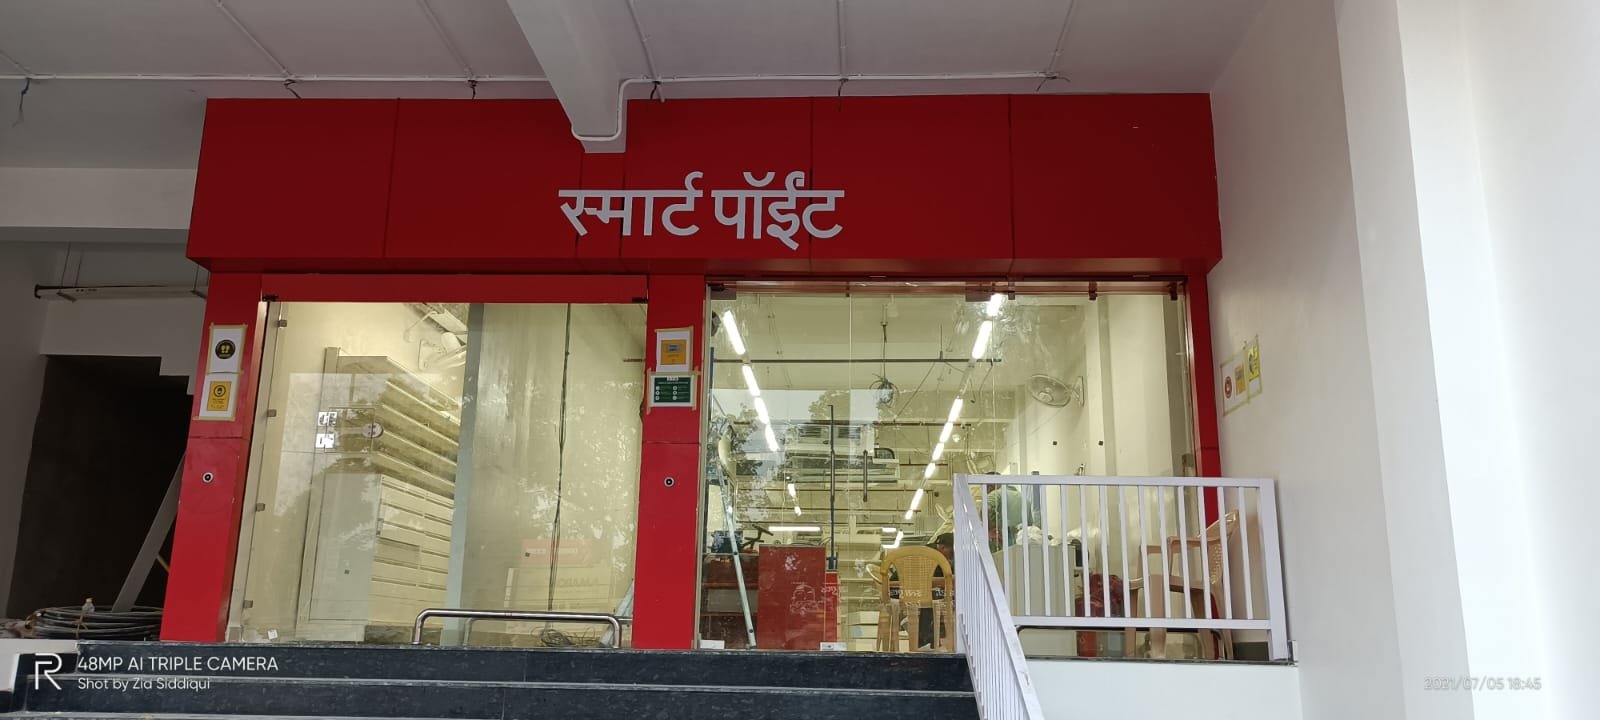 स्मार्ट पॉईंट
48MP AI TRIPLE CAMERA
Shot by Zia Siddiqui
2021/07/05 18:45